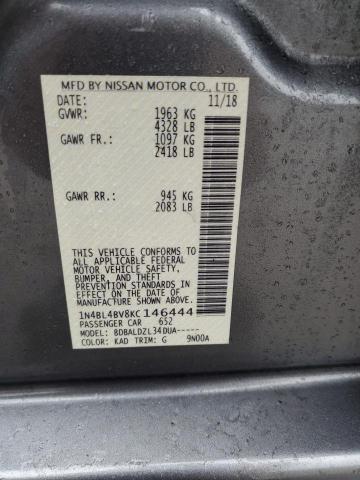 MFD BY NISSAN MOTOR CO., LTD.
DATE: 11/18
GVWR: 1963 KG
4328 LB
GAWR FR.: 1097 KG
2418 LB
GAWR RR.: 945 KG
2083 LB
THIS VEHICLE CONFORMS TO
ALL APPLICABLE FEDERAL
MOTOR VEHICLE SAFETY,
BUMPER, AND THEFT
PREVENTION STANDARDS IN
EFFECT ON THE DATE OF
MANUFACTURE SHOWN ABOVE.
1N4BL4BV8KC146444
PASSENGER CAR 652
MODEL: 8DBALDZL34DUA-----
COLOR: KAD TRIM: G 9N00A